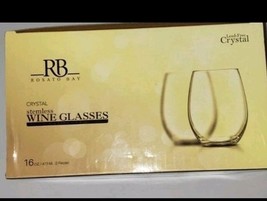 Lead Free
Crystal
RB
ROSATO BAY
CRYSTAL
stemless
WINE GLASSES
16